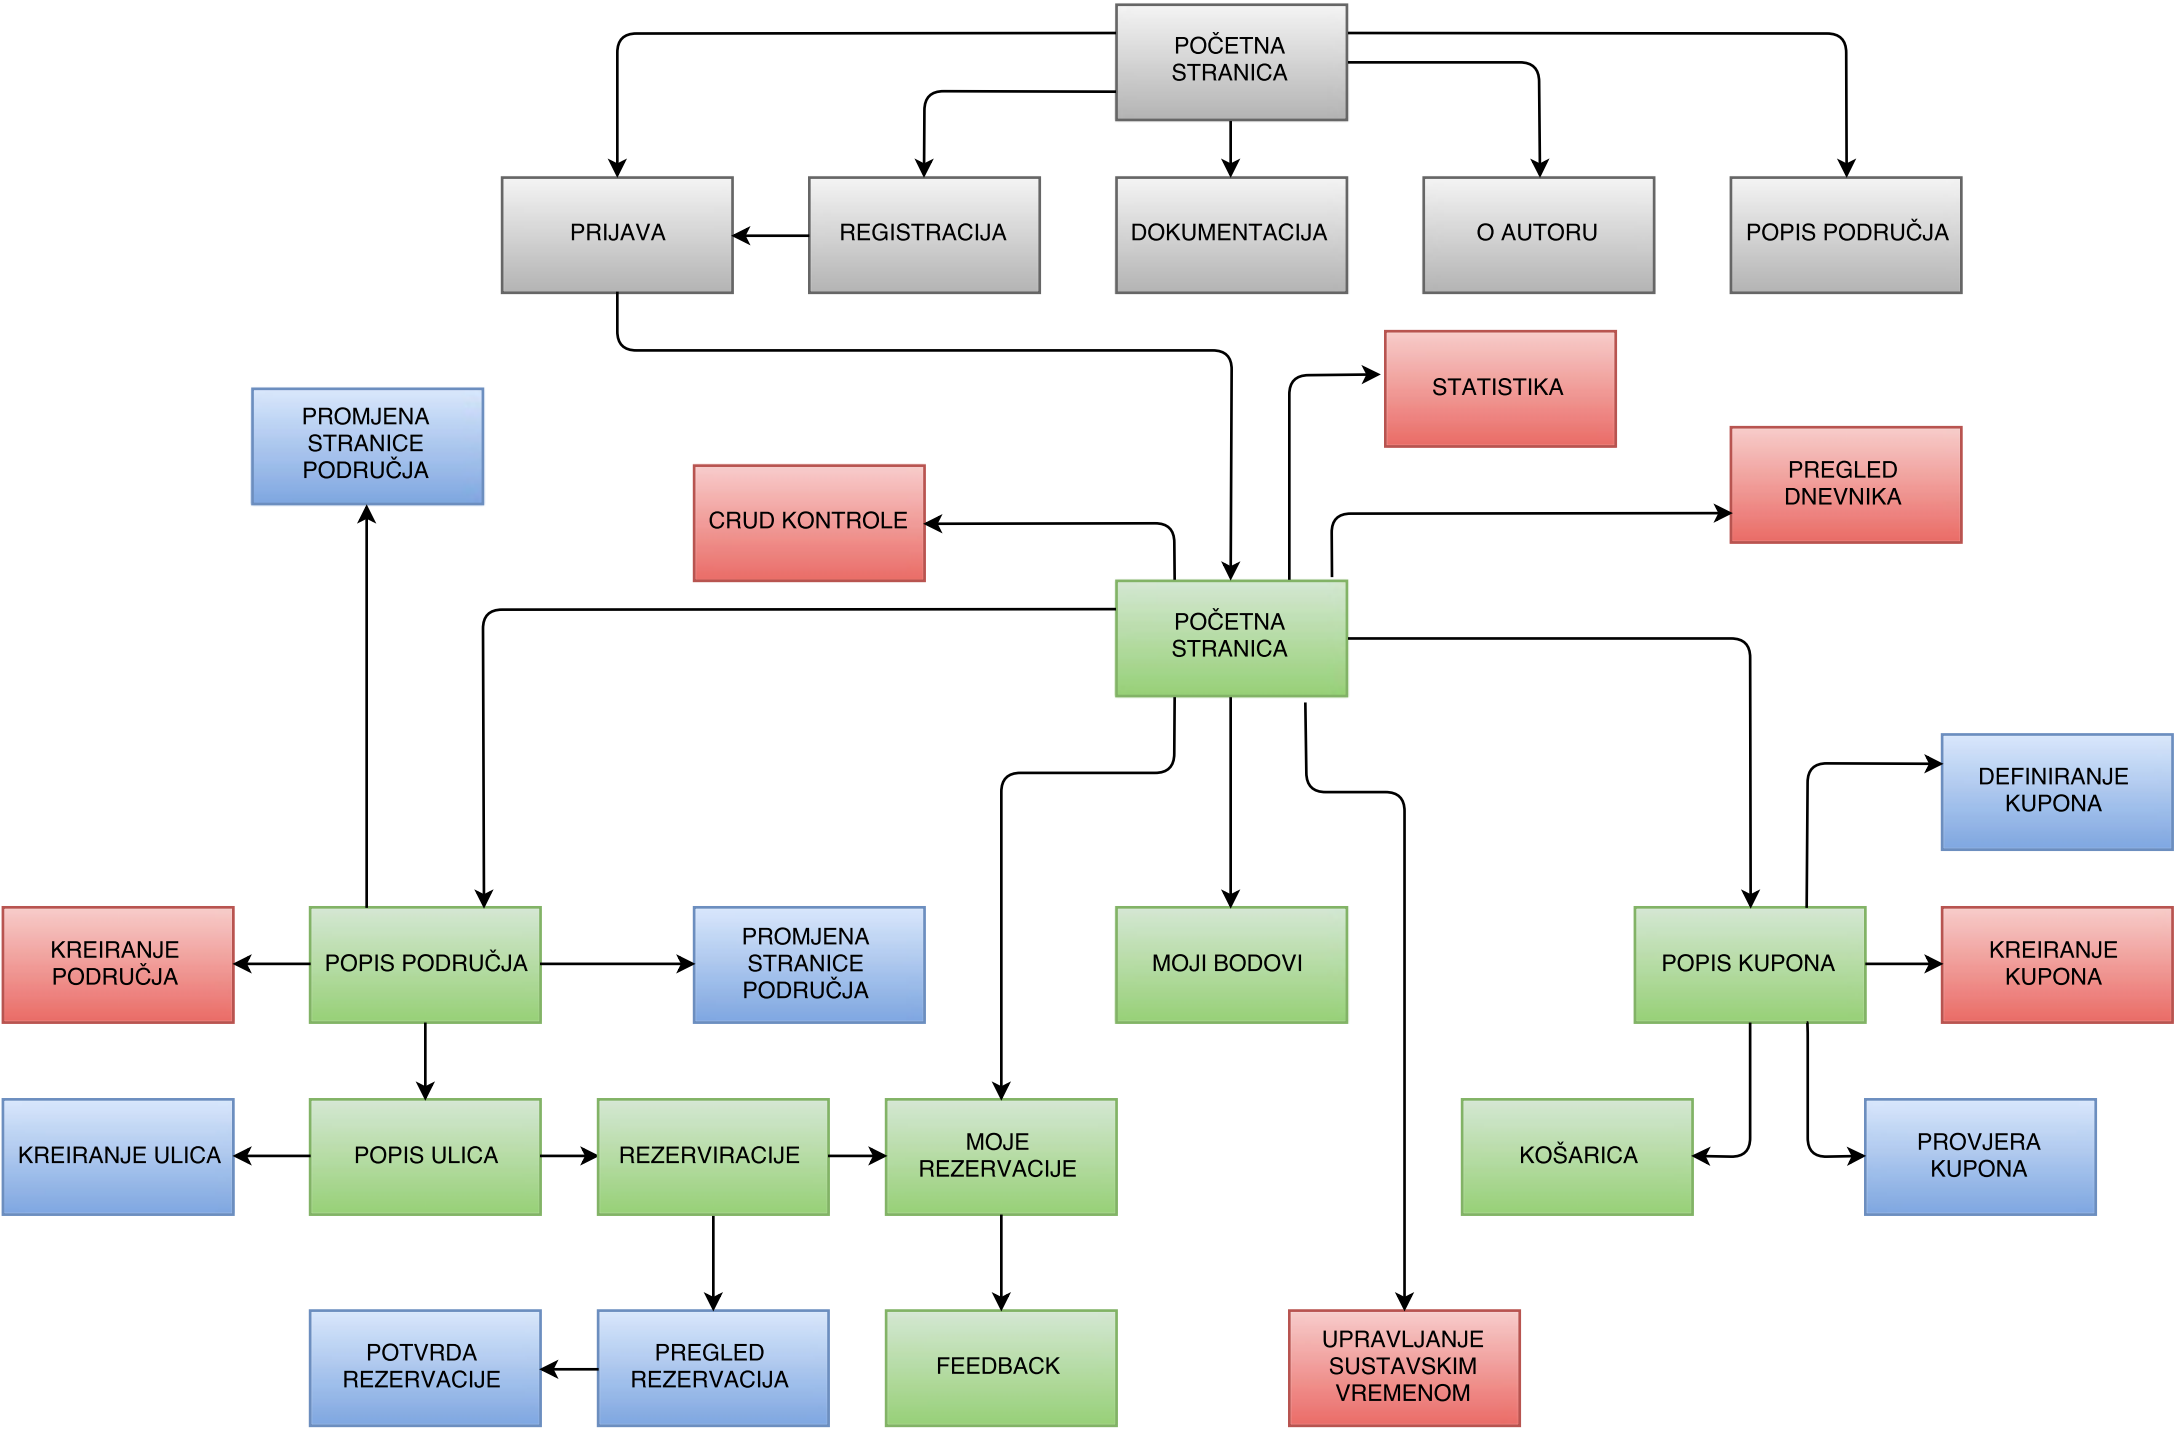 POČETNA
STRANICA
PRIJAVA
REGISTRACIJA
DOKUMENTACIJA
O AUTORU
POPIS PODRUČJA
STATISTIKA
PROMJENA
STRANICE
PODRUČJA
PREGLED
DNEVNIKA
CRUD KONTROLE
POČETNA
STRANICA
DEFINIRANJE
KUPONA
KREIRANJE
PODRUČJA
POPIS PODRUČJA
PROMJENA
STRANICE
PODRUČJA
MOJI BODOVI
POPIS KUPONA
KREIRANJE
KUPONA
KREIRANJE ULICA
POPIS ULICA
REZERVIRACIJE
MOJE
REZERVACIJE
KOŠARICA
PROVJERA
KUPONA
POTVRDA
REZERVACIJE
PREGLED
REZERVACIJA
FEEDBACK
UPRAVLJANJE
SUSTAVSKIM
VREMENOM